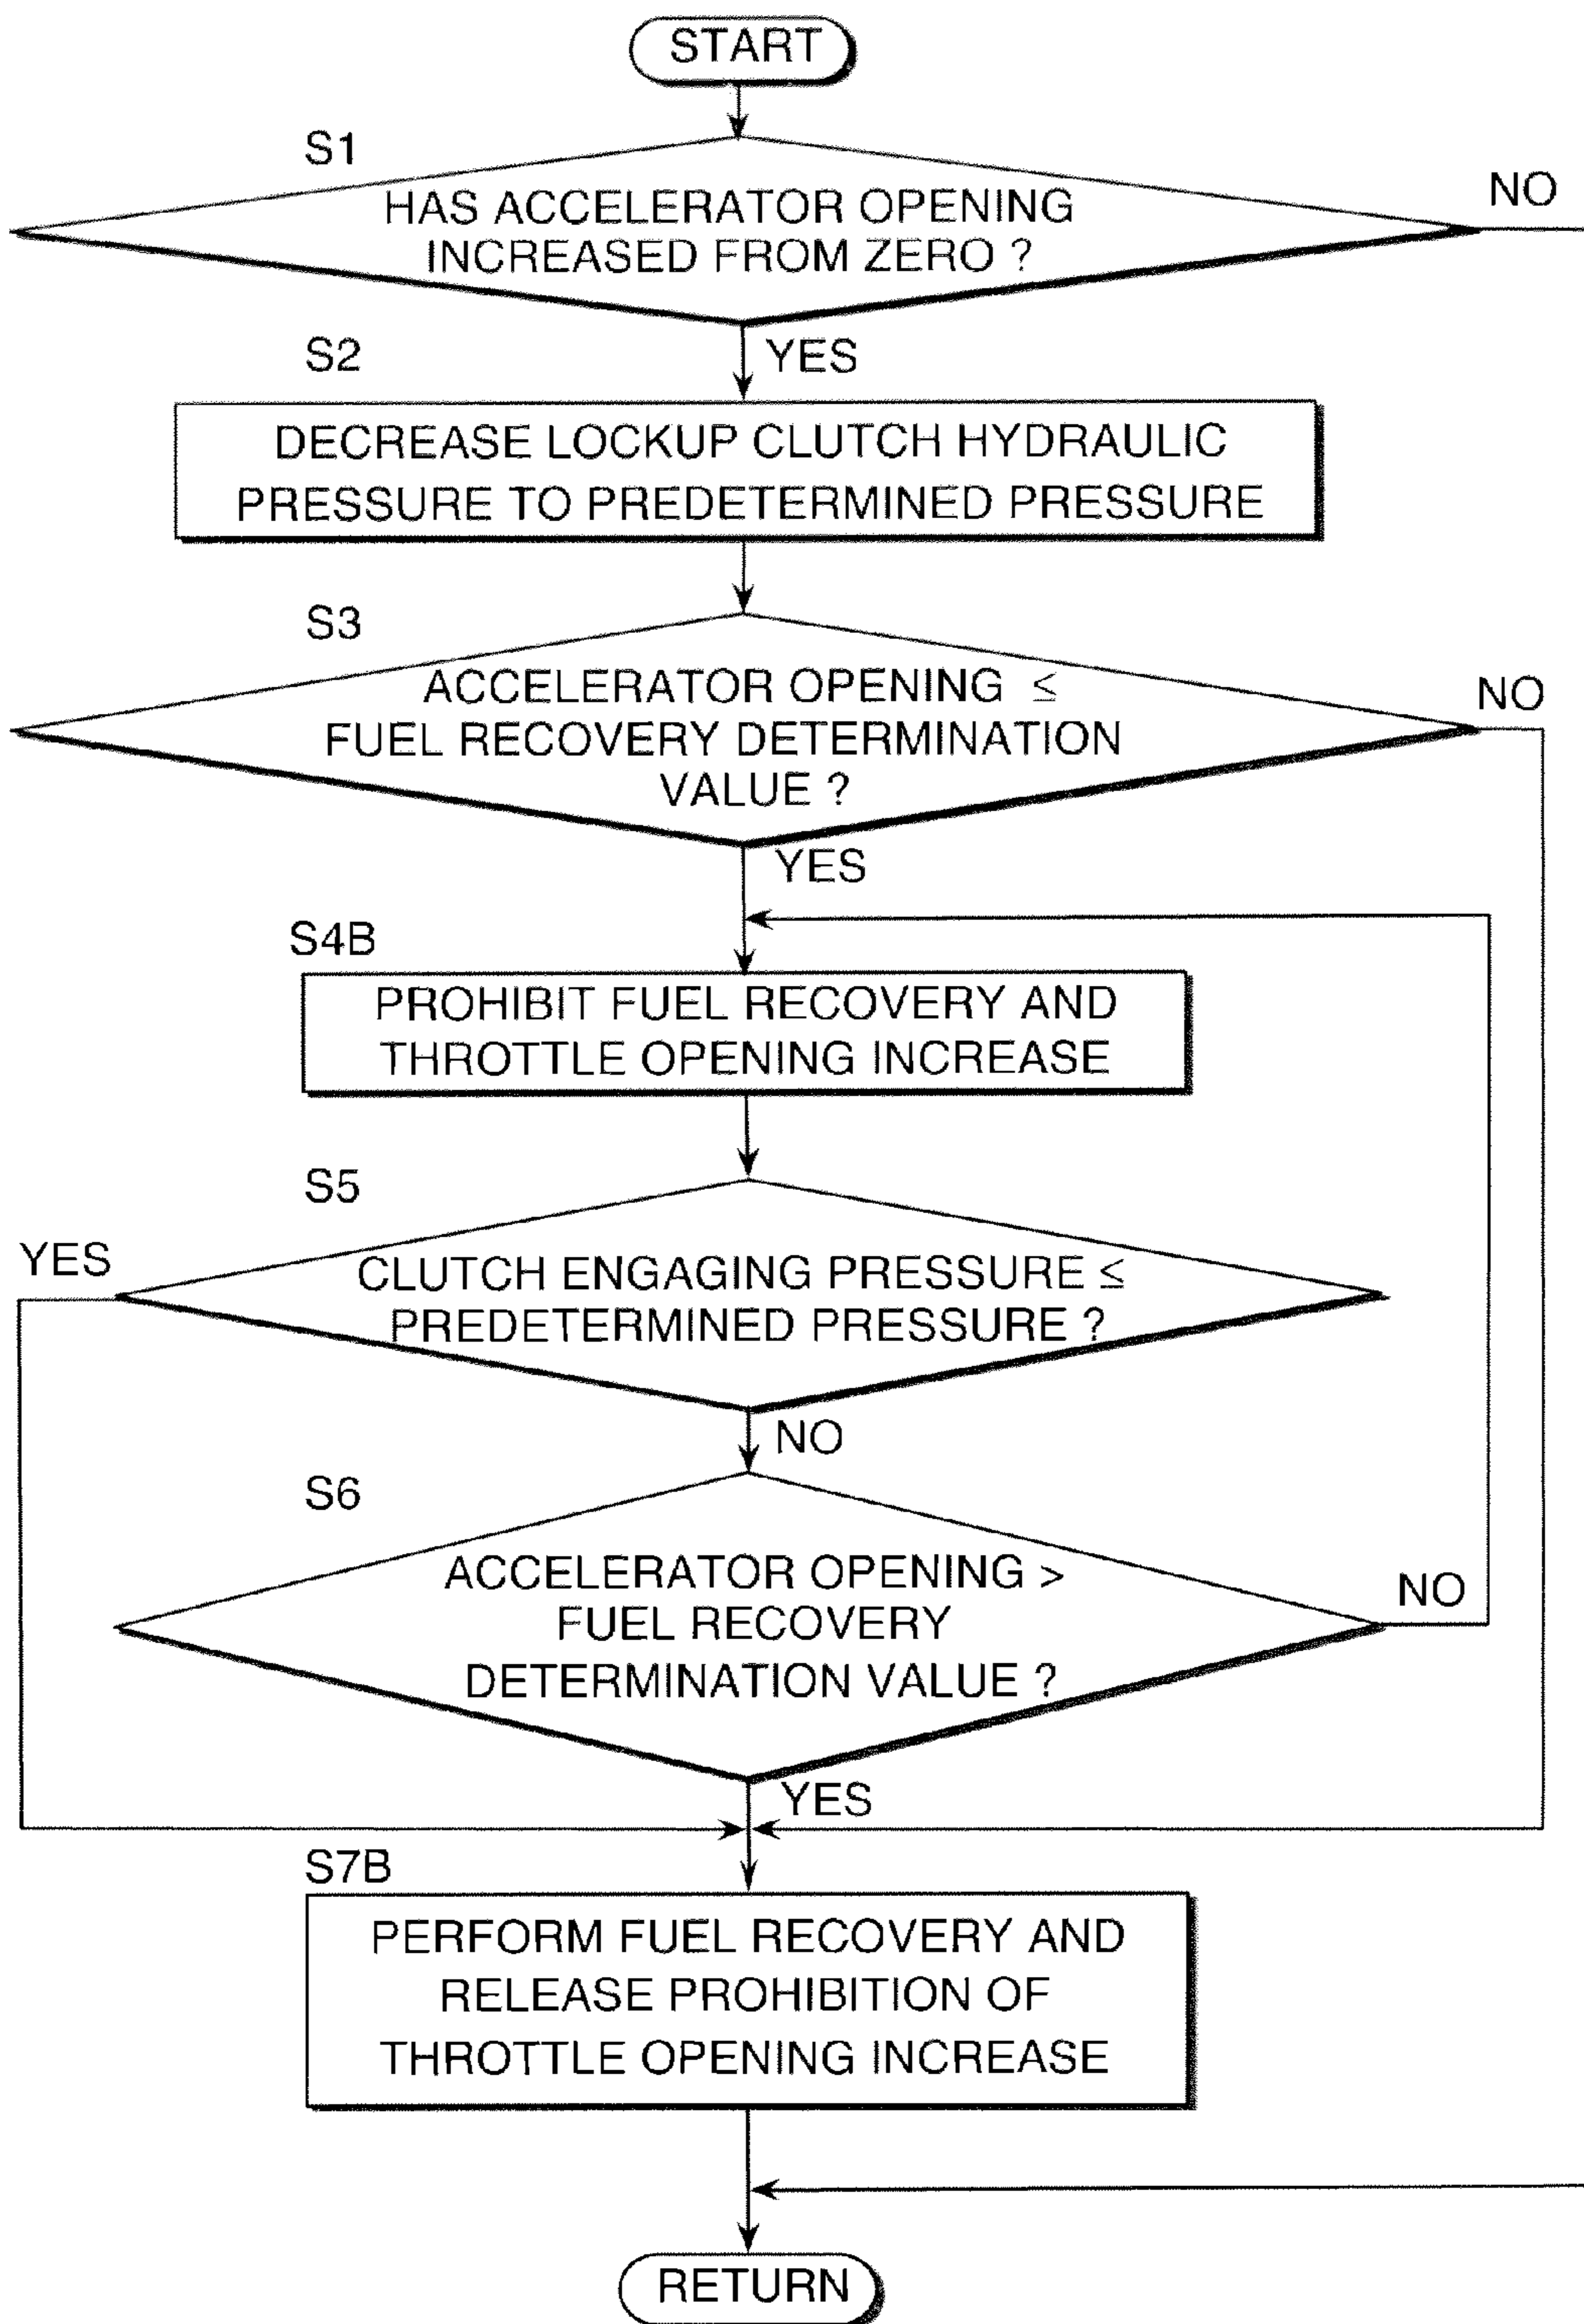 START
S1
HAS ACCELERATOR OPENING
INCREASED FROM ZERO ?
NO
YES
S2
DECREASE LOCKUP CLUTCH HYDRAULIC
PRESSURE TO PREDETERMINED PRESSURE
S3
ACCELERATOR OPENING ≤
FUEL RECOVERY DETERMINATION
VALUE ?
NO
YES
S4B
PROHIBIT FUEL RECOVERY AND
THROTTLE OPENING INCREASE
S5
YES
CLUTCH ENGAGING PRESSURE ≤
PREDETERMINED PRESSURE ?
NO
S6
ACCELERATOR OPENING >
FUEL RECOVERY
DETERMINATION VALUE ?
NO
YES
S7B
PERFORM FUEL RECOVERY AND
RELEASE PROHIBITION OF
THROTTLE OPENING INCREASE
RETURN